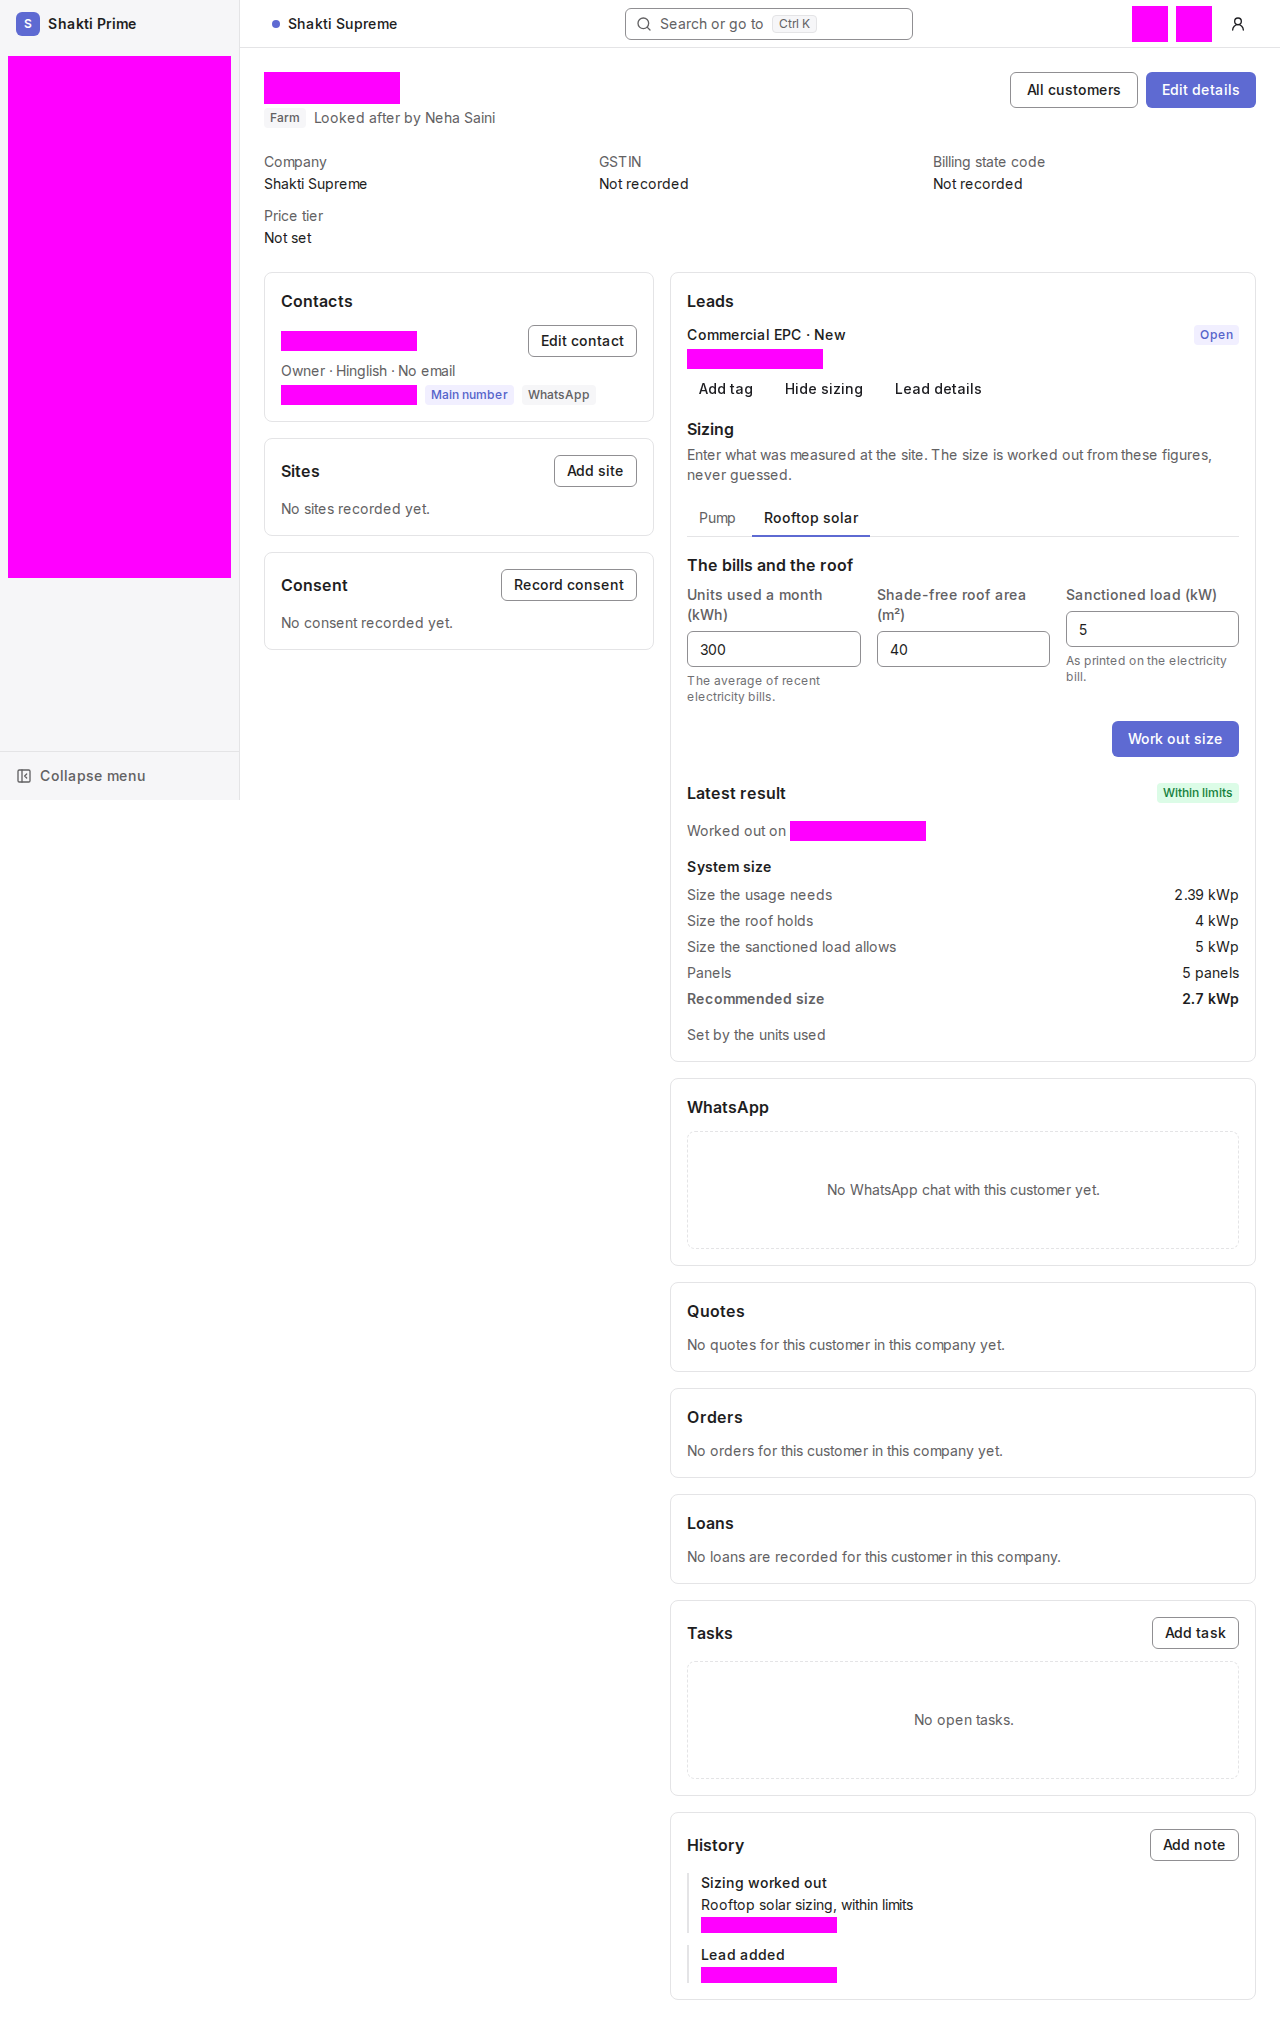 S Shakti Prime
Shakti Supreme
Search or go to Ctrl K
All customers
Edit details
Farm Looked after by Neha Saini
Company
Shakti Supreme
GSTIN
Not recorded
Billing state code
Not recorded
Price tier
Not set
Contacts
Edit contact
Owner · Hinglish · No email
Main number WhatsApp
Sites
Add site
No sites recorded yet.
Consent
Record consent
No consent recorded yet.
Collapse menu
Leads
Commercial EPC · New
Open
Add tag Hide sizing Lead details
Sizing
Enter what was measured at the site. The size is worked out from these figures,
never guessed.
Pump Rooftop solar
The bills and the roof
Units used a month
(kWh)
300
The average of recent
electricity bills.
Shade-free roof area
(m²)
40
Sanctioned load (kW)
5
As printed on the electricity
bill.
Work out size
Latest result
Within limits
Worked out on
System size
Size the usage needs 2.39 kWp
Size the roof holds 4 kWp
Size the sanctioned load allows 5 kWp
Panels 5 panels
Recommended size 2.7 kWp
Set by the units used
WhatsApp
No WhatsApp chat with this customer yet.
Quotes
No quotes for this customer in this company yet.
Orders
No orders for this customer in this company yet.
Loans
No loans are recorded for this customer in this company.
Tasks
Add task
No open tasks.
History
Add note
Sizing worked out
Rooftop solar sizing, within limits
Lead added